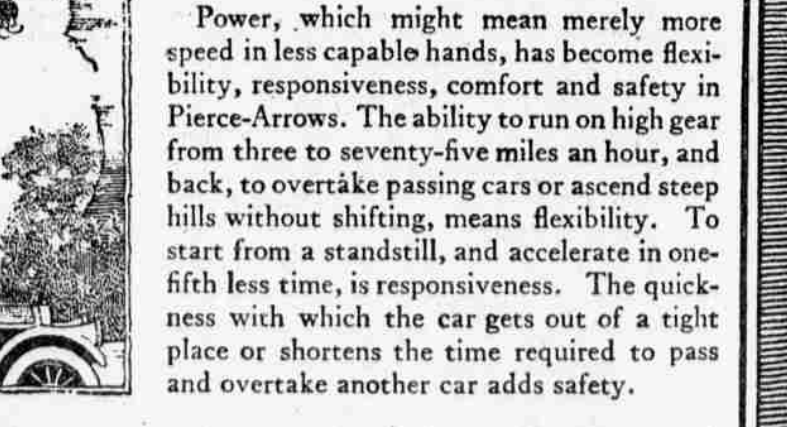 Power, which might mean merely more
speed in less capable hands, has become flexi-
bility, responsiveness, comfort and safety in
Pierce-Arrows. The ability to run on high gear
from three to seventy-five miles an hour, and
back, to overtake passing cars or ascend steep
hills without shifting, means flexibility. To
start from a standstill, and accelerate in one-
fifth less time, is responsiveness. The quick-
ness with which the car gets out of a tight
place or shortens the time required to pass
and overtake another car adds safety.